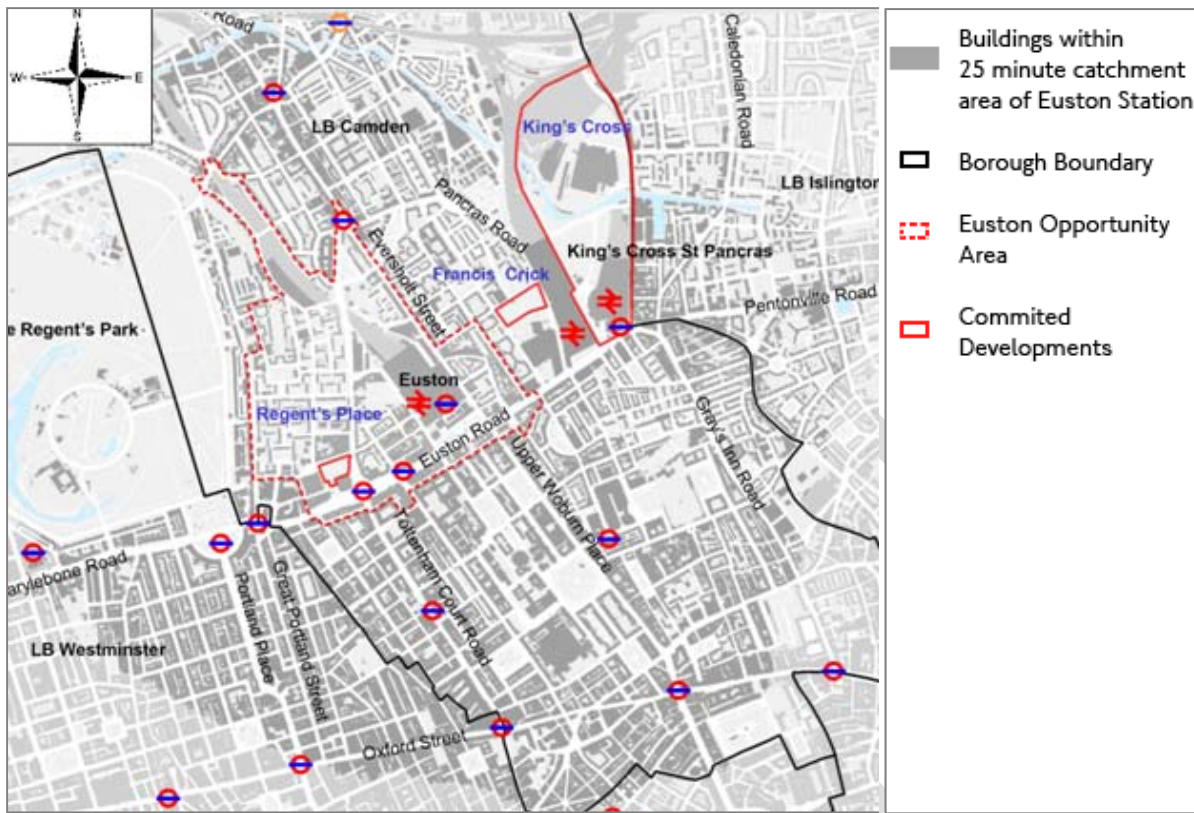 N
W
E
S
Road
LB Camden
King's Cross
Caledonian Road
LB Islington
Pancras Road
King's Cross St Pancras
Eversholt Street
Francis Crick
Pentonville Road
e Regent's Park
Euston
Regent's Place
Euston Road
Gray's Inn Road
Upper Woburn Place
Tottenham Court Road
arylebone Road
Portland Place
Great Portland Street
LB Westminster
Oxford Street
Buildings within
25 minute catchment
area of Euston Station
Borough Boundary
Euston Opportunity
Area
Commited
Developments